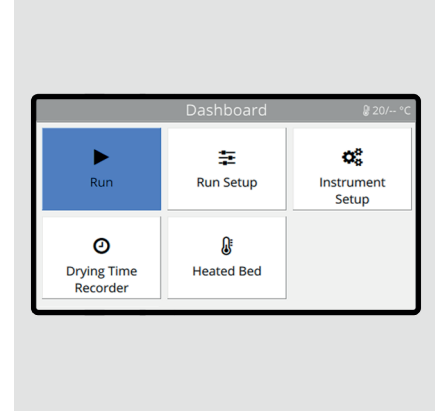 Dashboard
20/-- °C
Run
Run Setup
Instrument
Setup
Drying Time
Recorder
Heated Bed